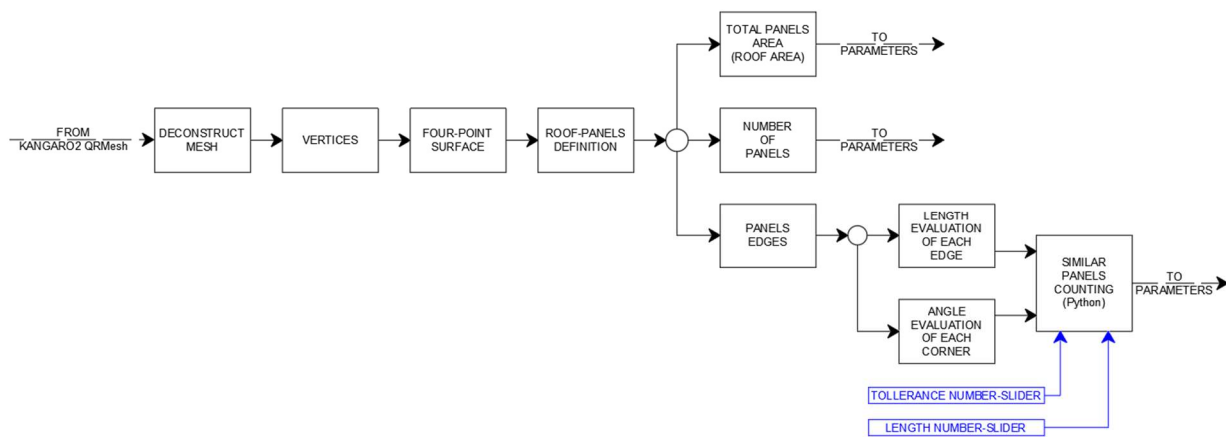 FROM
KANGARO2 QRMesh
DECONSTRUCT
MESH
VERTICES
FOUR-POINT
SURFACE
ROOF-PANELS
DEFINITION
TOTAL PANELS
AREA
(ROOF AREA)
TO
PARAMETERS
NUMBER
OF
PANELS
TO
PARAMETERS
PANELS
EDGES
LENGTH
EVALUATION
OF EACH
EDGE
ANGLE
EVALUATION
OF EACH
CORNER
SIMILAR
PANELS
COUNTING
(Python)
TO
PARAMETERS
TOLLERANCE NUMBER-SLIDER
LENGTH NUMBER-SLIDER